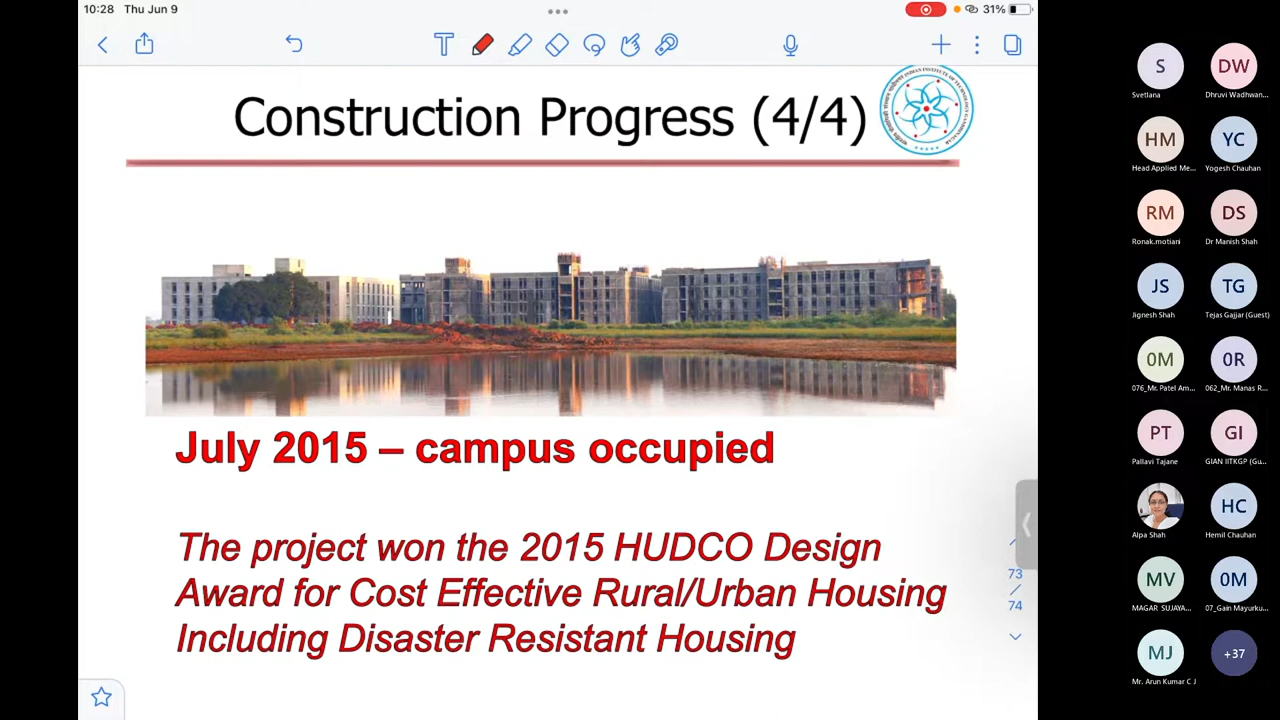 10:28 Thu Jun 9
31%
T
Construction Progress (4/4)
July 2015 – campus occupied
The project won the 2015 HUDCO Design
Award for Cost Effective Rural/Urban Housing
Including Disaster Resistant Housing
73
74
S
Svetlana
DW
Dhruvi Wadhwan...
HM
Head Applied Me...
YC
Yogesh Chauhan
RM
Ronak.motiani
DS
Dr Manish Shah
JS
Jignesh Shah
TG
Tejas Gajjar (Guest)
0M
076_Mr. Patel Am...
0R
062_Mr. Manas R...
PT
Pallavi Tajane
GI
GIAN IITKGP (Gu...
Alpa Shah
HC
Hemil Chauhan
MV
MAGAR SUJAYA...
0M
07_Gain Mayurku...
MJ
Mr. Arun Kumar C J
+37